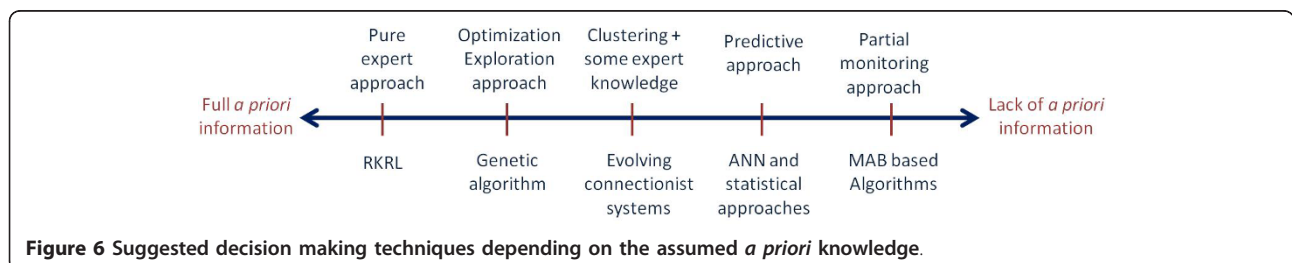 Pure
expert
approach
Optimization
Exploration
approach
Clustering +
some expert
knowledge
Predictive
approach
Partial
monitoring
approach
Full a priori
information
Lack of a priori
information
RKRL
Genetic
algorithm
Evolving
connectionist
systems
ANN and
statistical
approaches
MAB based
Algorithms
Figure 6 Suggested decision making techniques depending on the assumed a priori knowledge.